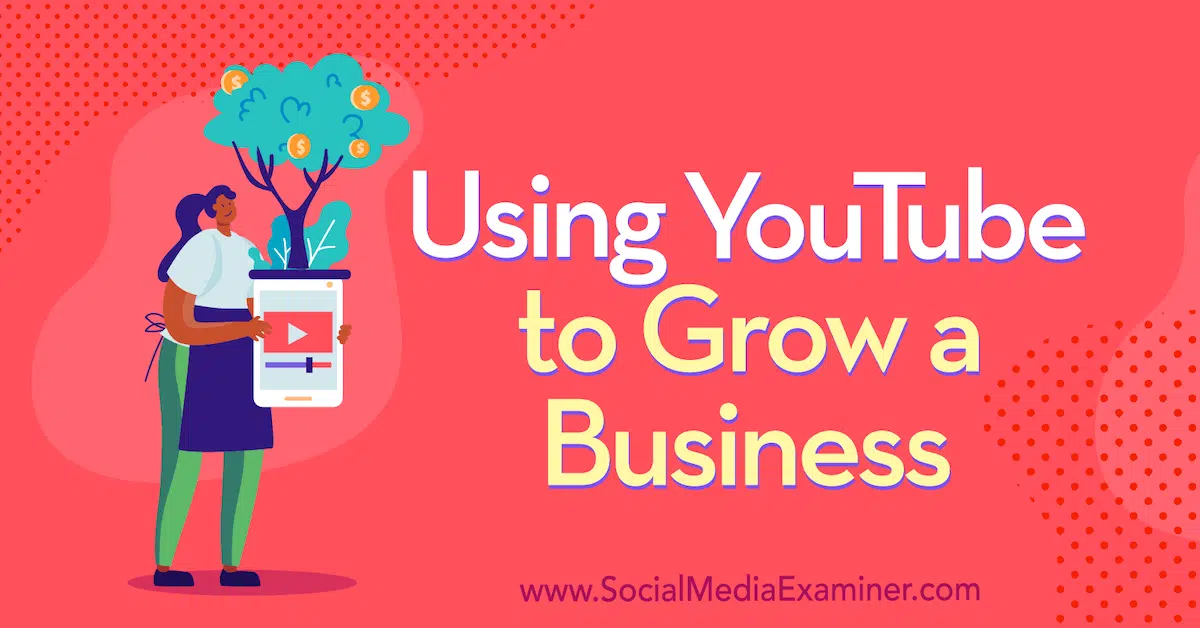 Using YouTube
to Grow a
Business
www.SocialMediaExaminer.com
$
$
$
$